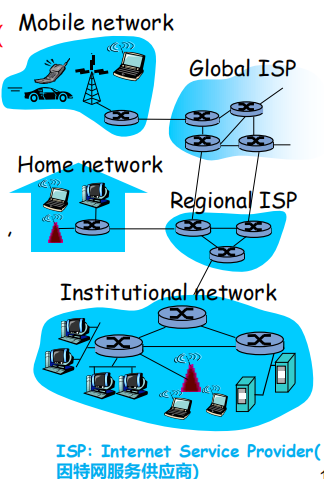 Mobile network
Global ISP
Home network
,
Regional ISP
Institutional network
ISP: Internet Service Provider(
因特网服务供应商)